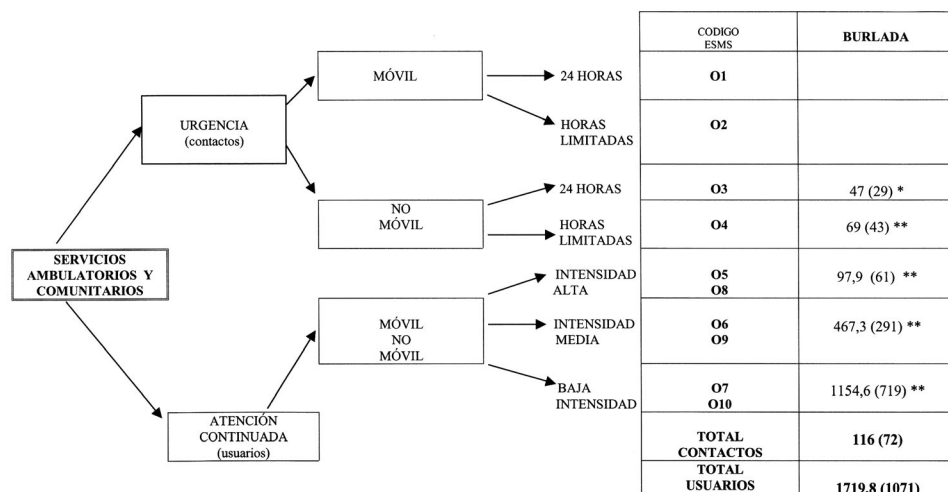 SERVICIOS
AMBULATORIOS Y
COMUNITARIOS
URGENCIA
(contactos)
ATENCIÓN
CONTINUADA
(usuarios)
MÓVIL
NO
MÓVIL
MÓVIL
NO
MÓVIL
24 HORAS
HORAS
LIMITADAS
24 HORAS
HORAS
LIMITADAS
INTENSIDAD
ALTA
INTENSIDAD
MEDIA
BAJA
INTENSIDAD
CODIGO
ESMS
BURLADA
O1
O2
O3
47 (29) *
O4
69 (43) **
O5
O8
97,9 (61) **
O6
O9
467,3 (291) **
O7
O10
1154,6 (719) **
TOTAL
CONTACTOS
116 (72)
TOTAL
USUARIOS
1719,8 (1071)